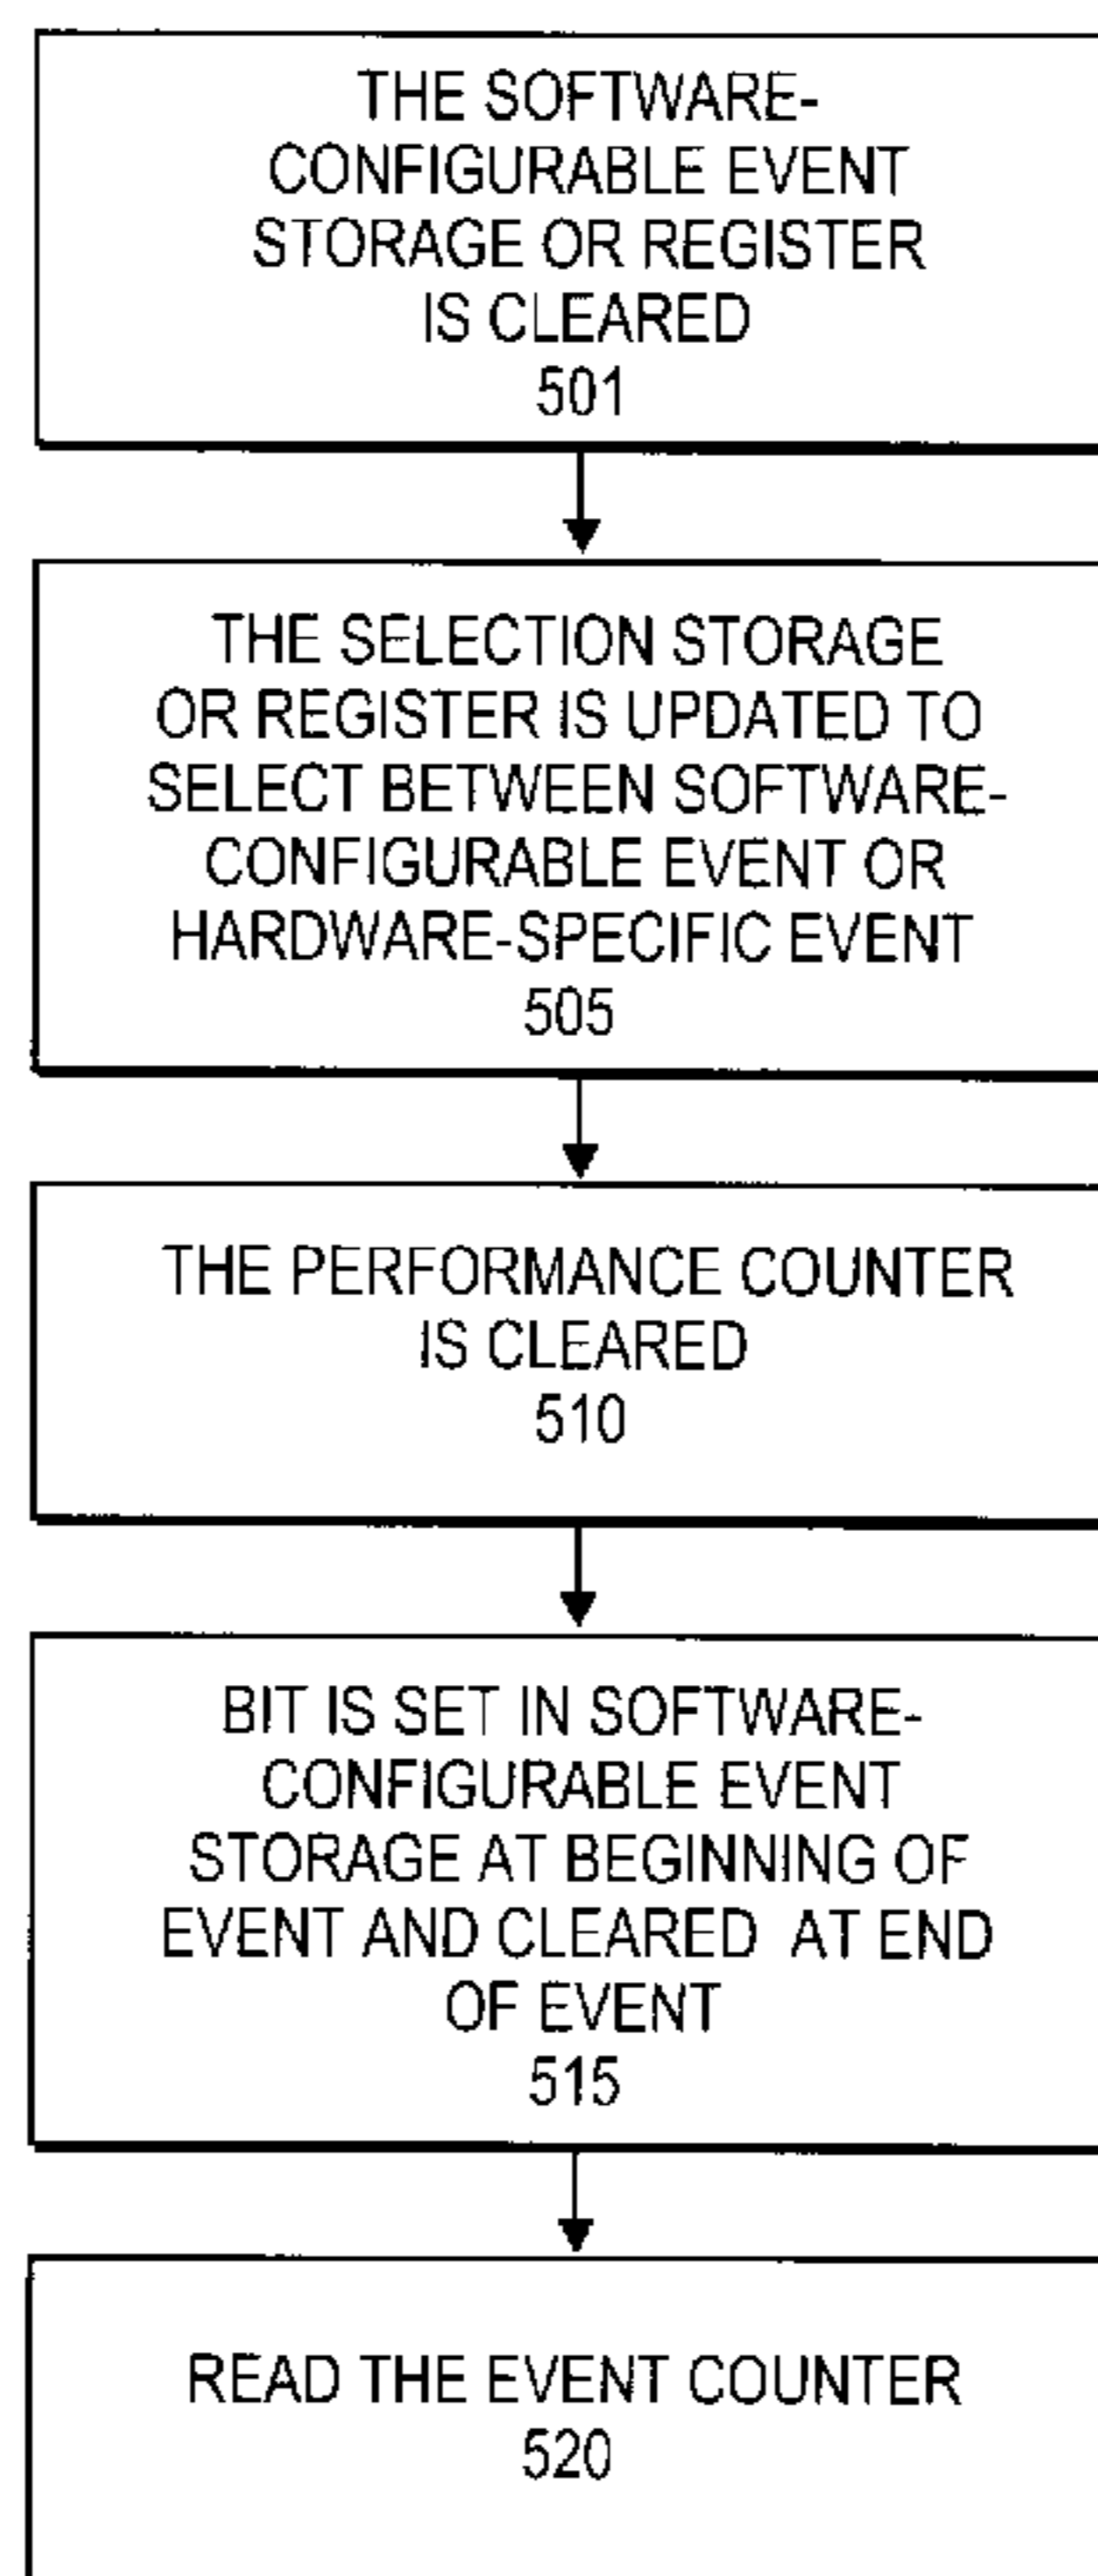 THE SOFTWARE-
CONFIGURABLE EVENT
STORAGE OR REGISTER
IS CLEARED
501
THE SELECTION STORAGE
OR REGISTER IS UPDATED TO
SELECT BETWEEN SOFTWARE-
CONFIGURABLE EVENT OR
HARDWARE-SPECIFIC EVENT
505
THE PERFORMANCE COUNTER
IS CLEARED
510
BIT IS SET IN SOFTWARE-
CONFIGURABLE EVENT
STORAGE AT BEGINNING OF
EVENT AND CLEARED AT END
OF EVENT
515
READ THE EVENT COUNTER
520